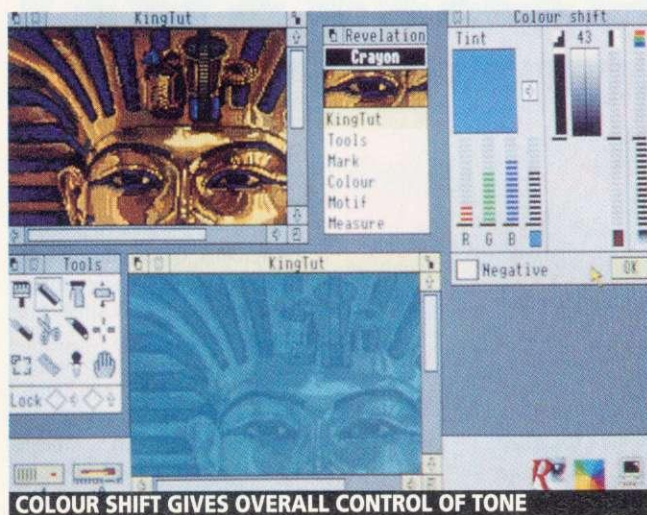 KingTut
Revelation
Crayon
KingTut
Tools
Mark
Colour
Motif
Measure
Colour shift
Tint
43
R G B
Negative
OK
Tools
Lock
KingTut
R
COLOUR SHIFT GIVES OVERALL CONTROL OF TONE